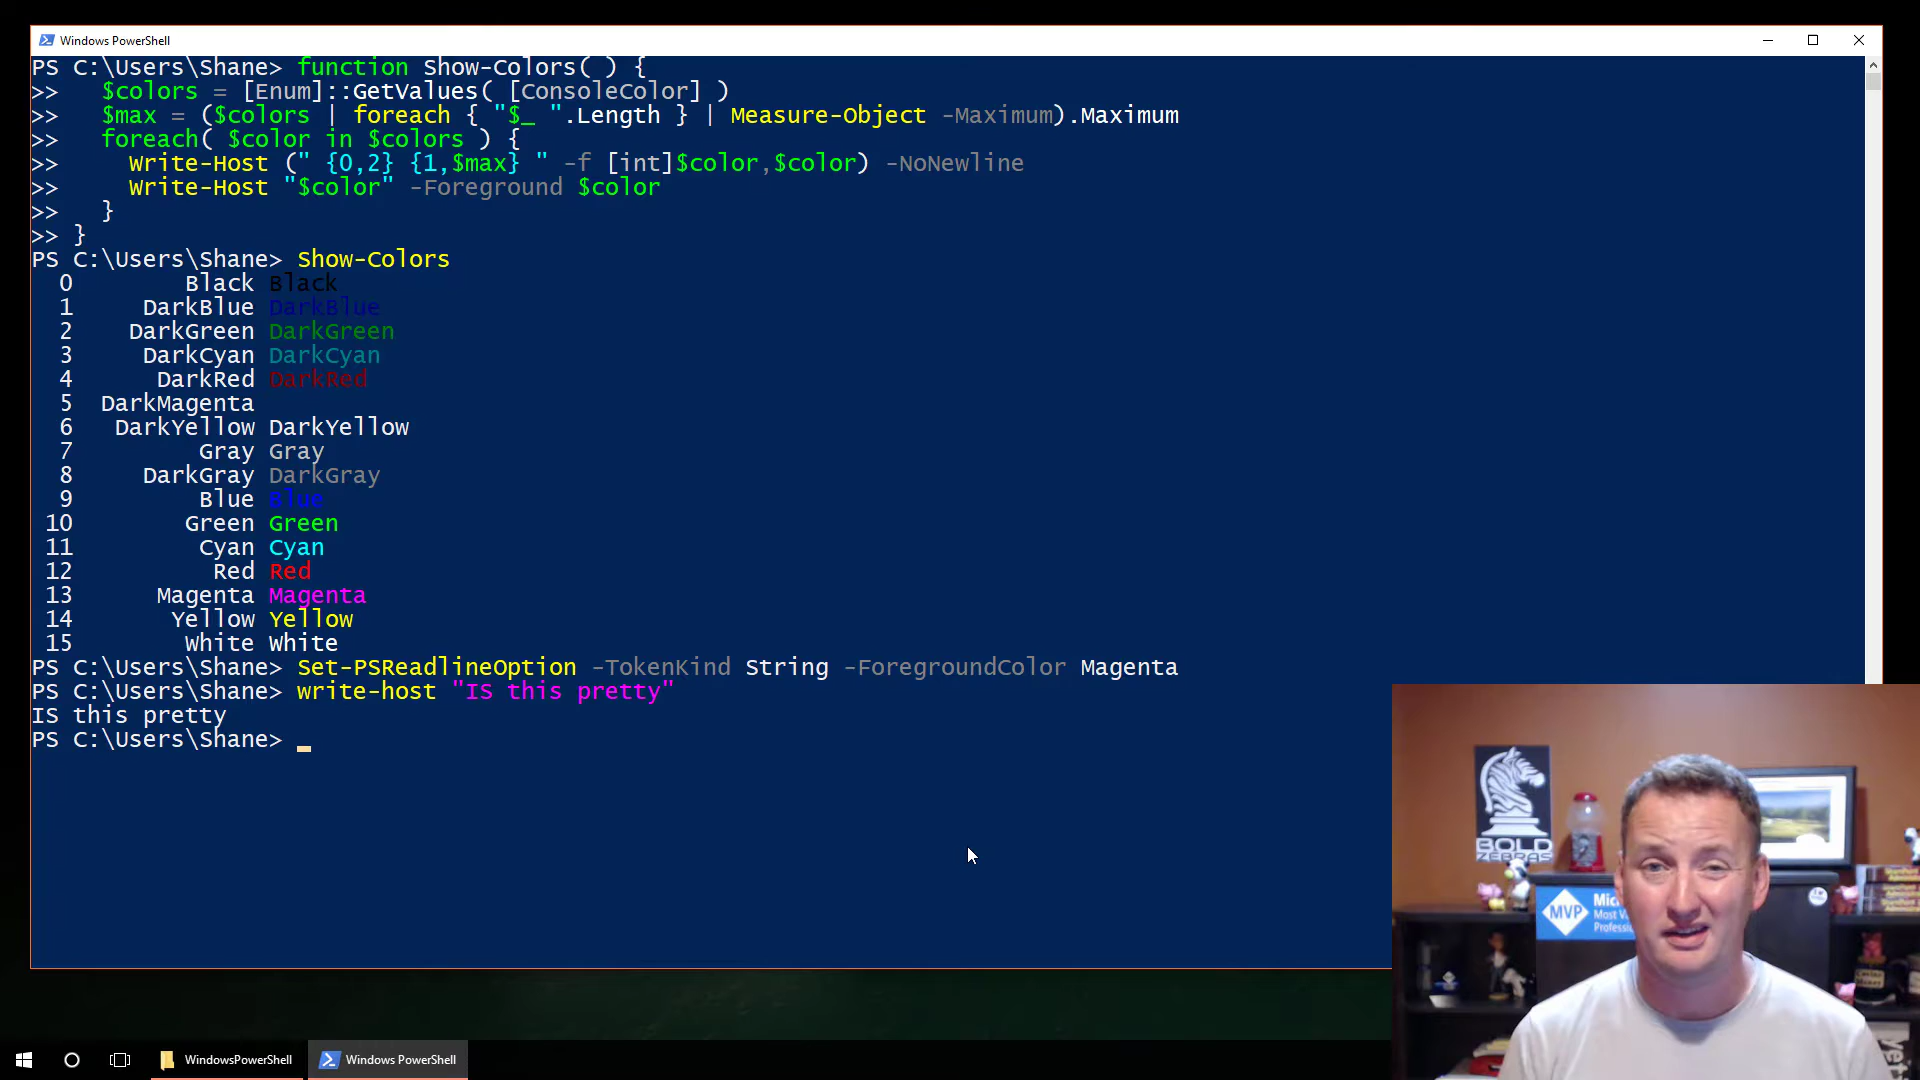 Windows PowerShell
PS C:\Users\Shane> function Show-Colors( ) {
>>   $colors = [Enum]::GetValues( [ConsoleColor] )
>>   $max = ($colors | foreach { "$_ ".Length } | Measure-Object -Maximum).Maximum
>>   foreach( $color in $colors ) {
>>     Write-Host (" {0,2} {1,$max} " -f [int]$color,$color) -NoNewline
>>     Write-Host "$color" -Foreground $color
>>   }
>> }
PS C:\Users\Shane> Show-Colors
0 Black Black
1 DarkBlue DarkBlue
2 DarkGreen DarkGreen
3 DarkCyan DarkCyan
4 DarkRed DarkRed
5 DarkMagenta
6 DarkYellow DarkYellow
7 Gray Gray
8 DarkGray DarkGray
9 Blue Blue
10 Green Green
11 Cyan Cyan
12 Red Red
13 Magenta Magenta
14 Yellow Yellow
15 White White
PS C:\Users\Shane> Set-PSReadlineOption -TokenKind String -ForegroundColor Magenta
PS C:\Users\Shane> write-host "IS this pretty"
IS this pretty
PS C:\Users\Shane>
BOLD
ZEBRAS
MVP
Most
WindowsPowerShell
Windows PowerShell